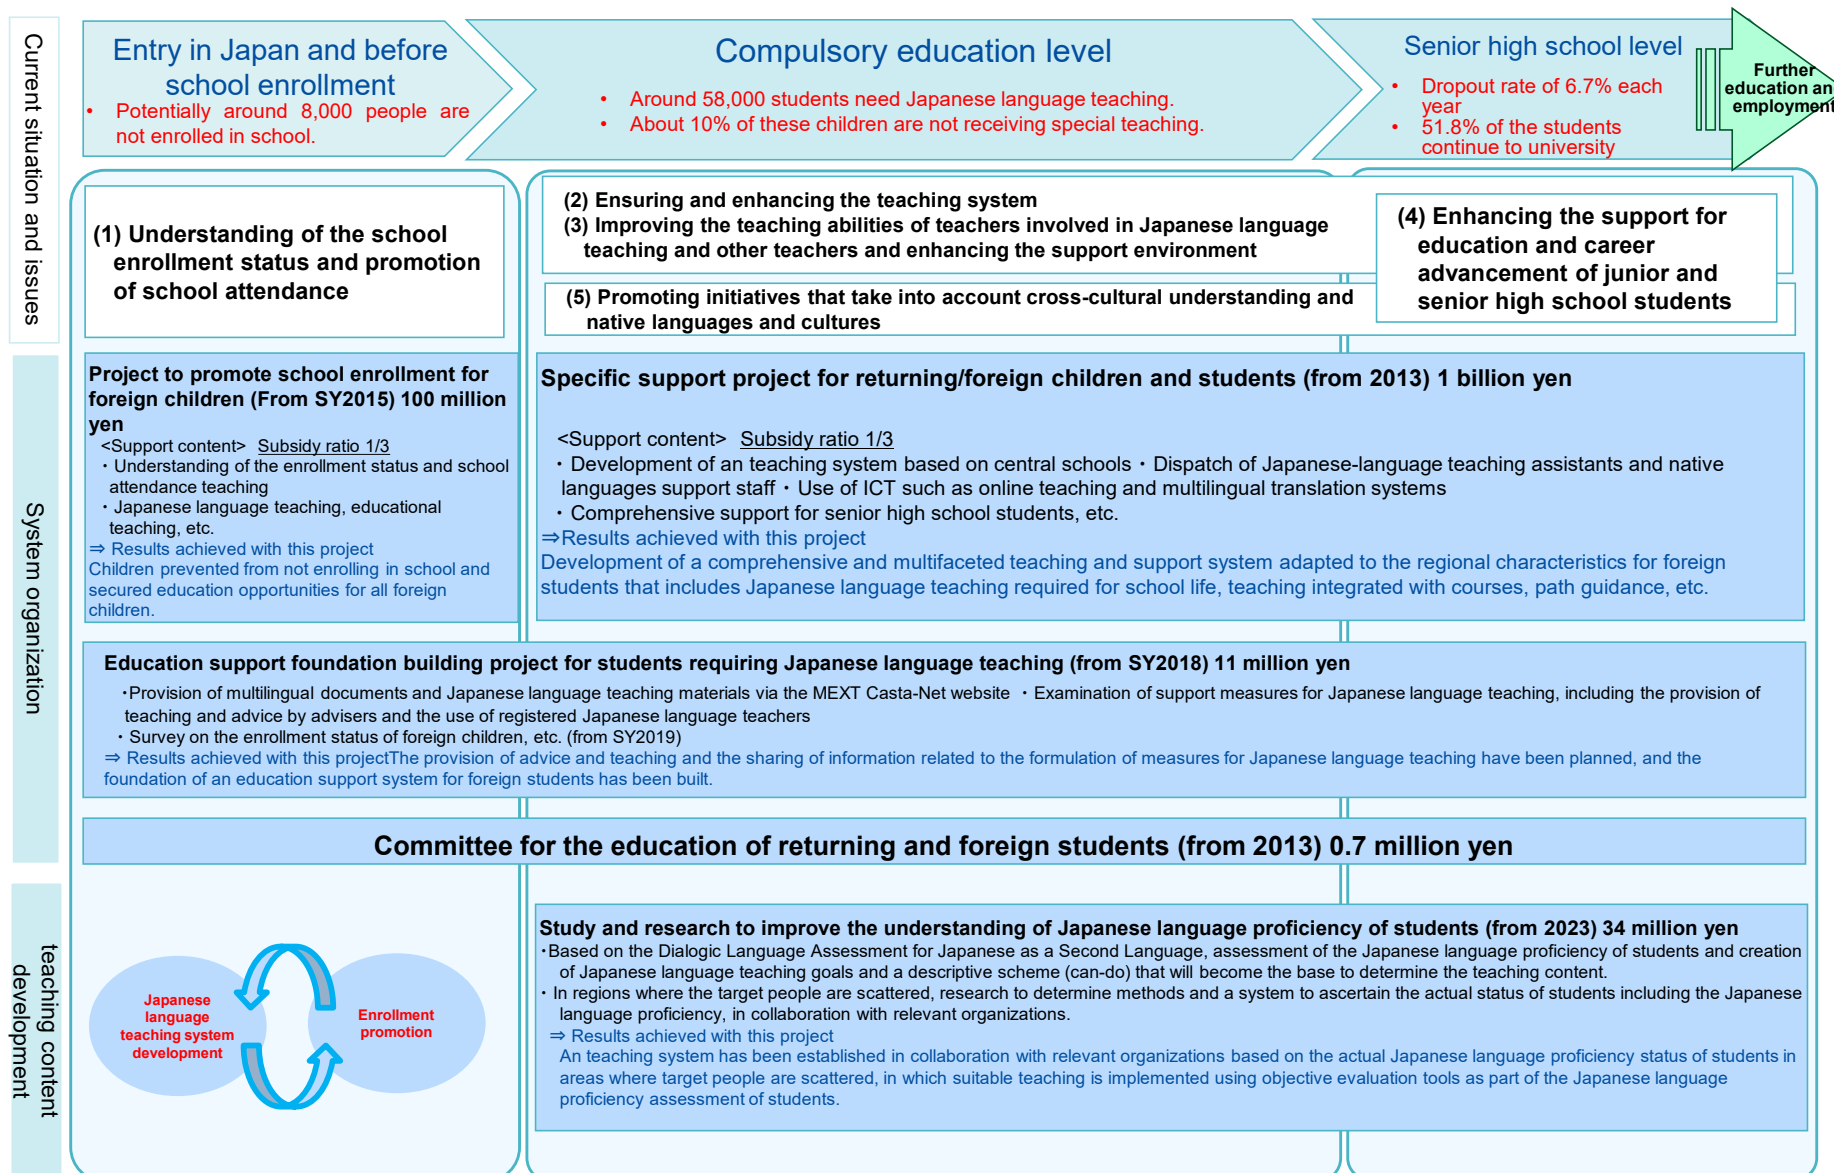 Current situation and issues
Entry in Japan and before
school enrollment
• Potentially around 8,000 people are
not enrolled in school.
Compulsory education level
• Around 58,000 students need Japanese language teaching.
• About 10% of these children are not receiving special teaching.
Senior high school level
• Dropout rate of 6.7% each
year
• 51.8% of the students
continue to university
Further
education an
employment
(1) Understanding of the school
enrollment status and promotion
of school attendance
(2) Ensuring and enhancing the teaching system
(3) Improving the teaching abilities of teachers involved in Japanese language
teaching and other teachers and enhancing the support environment
(5) Promoting initiatives that take into account cross-cultural understanding and
native languages and cultures
(4) Enhancing the support for
education and career
advancement of junior and
senior high school students
System organization
Project to promote school enrollment for
foreign children (From SY2015) 100 million
yen
<Support content> Subsidy ratio 1/3
・Understanding of the enrollment status and school
attendance teaching
・Japanese language teaching, educational
teaching, etc.
⇒ Results achieved with this project
Children prevented from not enrolling in school and
secured education opportunities for all foreign
children.
Specific support project for returning/foreign children and students (from 2013) 1 billion yen
<Support content> Subsidy ratio 1/3
・Development of an teaching system based on central schools・Dispatch of Japanese-language teaching assistants and native
languages support staff・Use of ICT such as online teaching and multilingual translation systems
・Comprehensive support for senior high school students, etc.
⇒Results achieved with this project
Development of a comprehensive and multifaceted teaching and support system adapted to the regional characteristics for foreign
students that includes Japanese language teaching required for school life, teaching integrated with courses, path guidance, etc.
Education support foundation building project for students requiring Japanese language teaching (from SY2018) 11 million yen
・Provision of multilingual documents and Japanese language teaching materials via the MEXT Casta-Net website ・Examination of support measures for Japanese language teaching, including the provision of
teaching and advice by advisers and the use of registered Japanese language teachers
・Survey on the enrollment status of foreign children, etc. (from SY2019)
⇒ Results achieved with this projectThe provision of advice and teaching and the sharing of information related to the formulation of measures for Japanese language teaching have been planned, and the
foundation of an education support system for foreign students has been built.
Committee for the education of returning and foreign students (from 2013) 0.7 million yen
teaching content
development
Japanese
language
teaching system
development
Enrollment
promotion
Study and research to improve the understanding of Japanese language proficiency of students (from 2023) 34 million yen
・Based on the Dialogic Language Assessment for Japanese as a Second Language, assessment of the Japanese language proficiency of students and creation
of Japanese language teaching goals and a descriptive scheme (can-do) that will become the base to determine the teaching content.
・In regions where the target people are scattered, research to determine methods and a system to ascertain the actual status of students including the Japanese
language proficiency, in collaboration with relevant organizations.
⇒ Results achieved with this project
An teaching system has been established in collaboration with relevant organizations based on the actual Japanese language proficiency status of students in
areas where target people are scattered, in which suitable teaching is implemented using objective evaluation tools as part of the Japanese language
proficiency assessment of students.